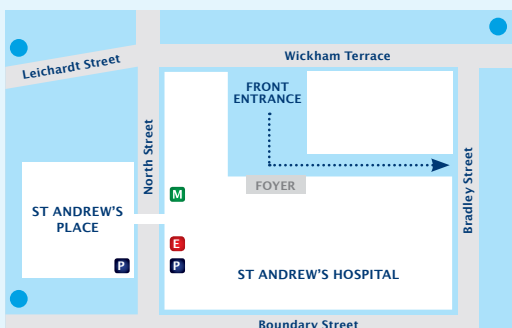 Wickham Terrace
Leichardt Street
FRONT
ENTRANCE
North Street
Bradley Street
FOYER
M
ST ANDREW'S
PLACE
E
P
P
ST ANDREW'S HOSPITAL
Boundary Street